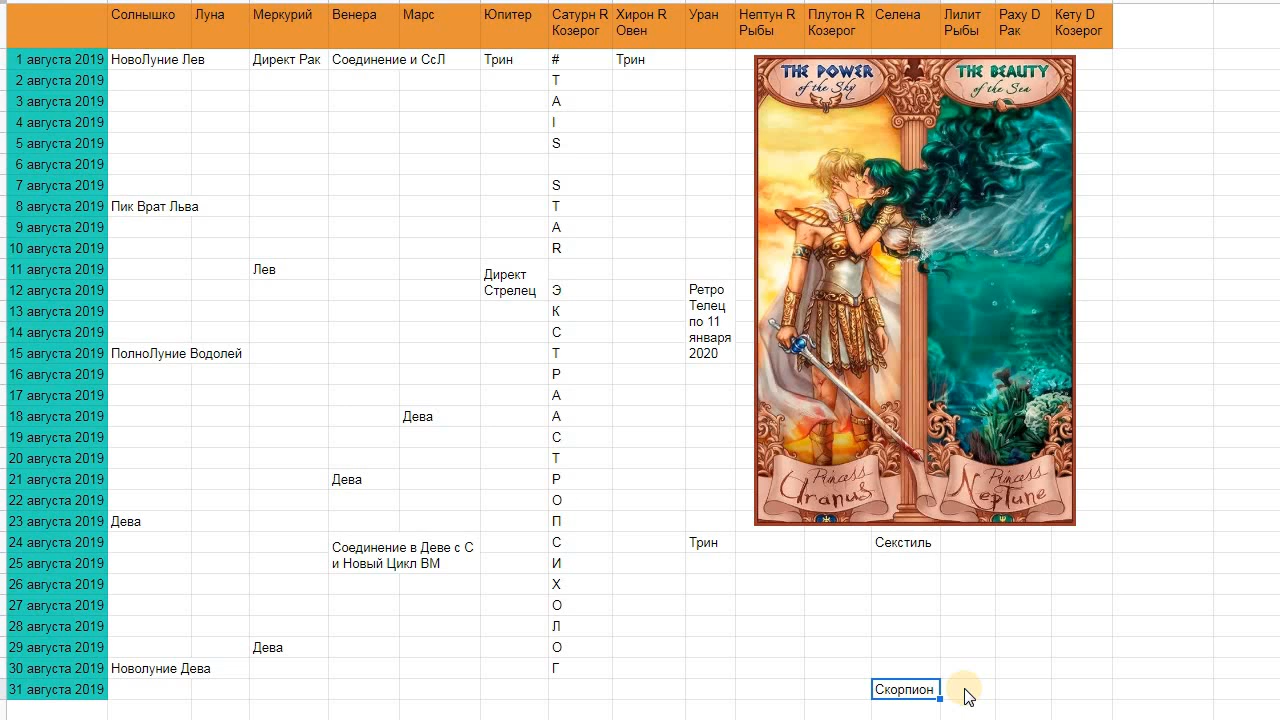 Солнышко Луна Меркурий Венера Марс Юпитер Сатурн R Козерог Хирон R Овен Уран Нептун R Рыбы Плутон R Козерог Селена Лилит Рыбы Раху D Рак Кету D Козерог
1 августа 2019 НовоЛуние Лев Директ Рак Соединение и СсЛ Трин # Трин
2 августа 2019 T
3 августа 2019 A
4 августа 2019 I
5 августа 2019 S
6 августа 2019
7 августа 2019 S
8 августа 2019 Пик Врат Льва T
9 августа 2019 A
10 августа 2019 R
11 августа 2019 Лев
Директ
12 августа 2019 Стрелец Э Ретро
13 августа 2019 К Телец
по 11
14 августа 2019 С января
15 августа 2019 ПолноЛуние Водолей Т 2020
16 августа 2019 Р
17 августа 2019 А
18 августа 2019 Дева А
19 августа 2019 С
20 августа 2019 Т
21 августа 2019 Дева Р
22 августа 2019 О
23 августа 2019 Дева П
24 августа 2019 Соединение в Деве с С С Трин Секстиль
25 августа 2019 и Новый Цикл ВМ И
26 августа 2019 Х
27 августа 2019 О
28 августа 2019 Л
29 августа 2019 Дева О
30 августа 2019 Новолуние Дева Г
31 августа 2019 Скорпион
THE POWER
of the Sky
THE BEAUTY
of the Sea
Princess
Uranus
Princess
Neptune